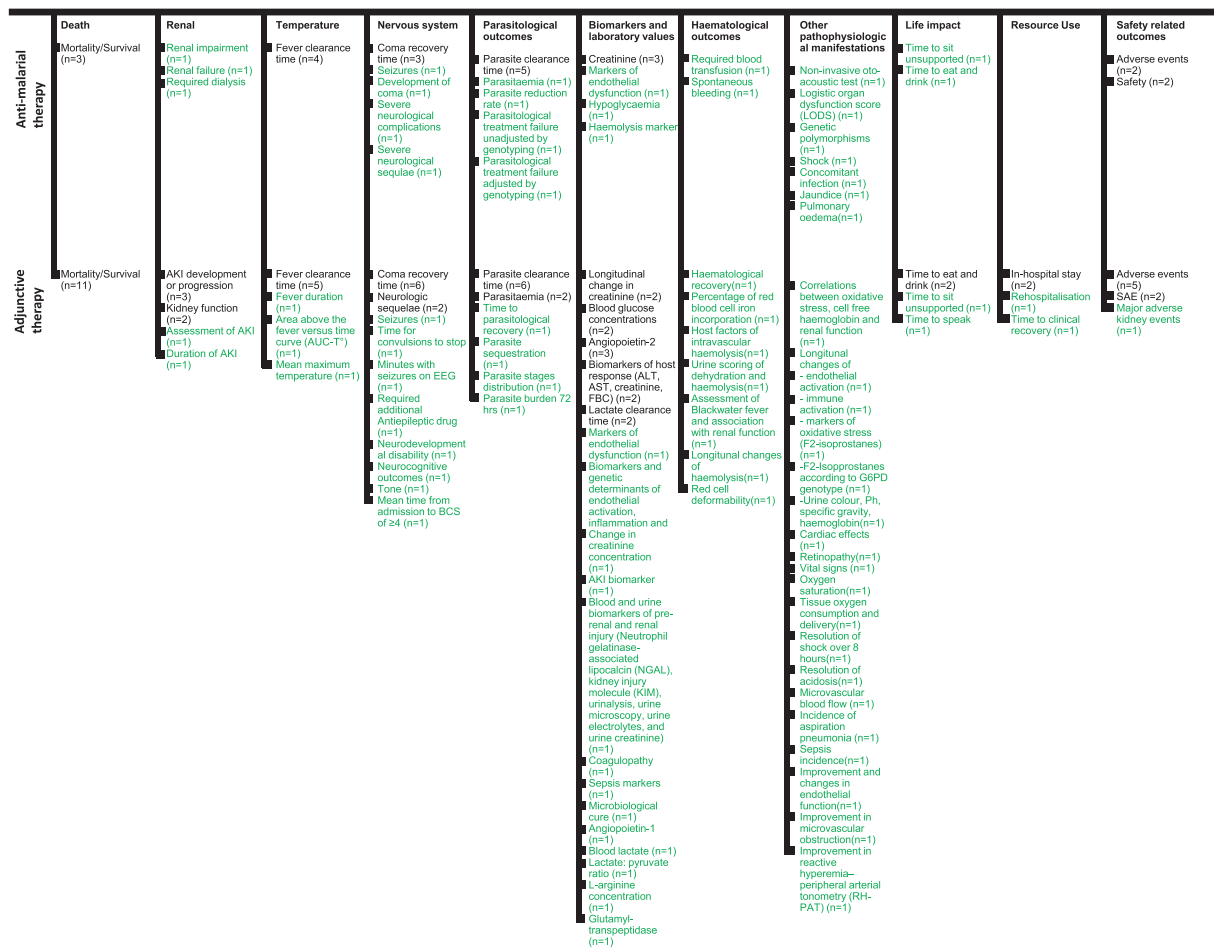 Death
Renal
Temperature
Nervous system
Parasitological
outcomes
Biomarkers and
laboratory values
Haematological
outcomes
Other
pathophysiologic
al manifestations
Life impact
Resource Use
Safety related
outcomes
Anti-malarial
therapy
Mortality/Survival
(n=3)
Renal impairment
(n=1)
Renal failure (n=1)
Required dialysis
(n=1)
Fever clearance
time (n=4)
Coma recovery
time (n=3)
Seizures (n=1)
Development of
coma (n=1)
Severe
neurological
complications
(n=1)
Severe
neurological
sequlae (n=1)
Parasite clearance
time (n=5)
Parasitaemia (n=1)
Parasite reduction
rate (n=1)
Parasitological
treatment failure
unadjusted by
genotyping (n=1)
Parasitological
treatment failure
adjusted by
genotyping (n=1)
Creatinine (n=3)
Markers of
endothelial
dysfunction (n=1)
Hypoglycaemia
(n=1)
Haemolysis marker
(n=1)
Required blood
transfusion (n=1)
Spontaneous
bleeding (n=1)
Non-invasive oto-
acoustic test (n=1)
Logistic organ
dysfunction score
(LODS) (n=1)
Genetic
polymorphisms
(n=1)
Shock (n=1)
Concomitant
infection (n=1)
Jaundice (n=1)
Pulmonary
oedema(n=1)
Time to sit
unsupported (n=1)
Time to eat and
drink (n=1)
Adverse events
(n=2)
Safety (n=2)
Adjunctive
therapy
Mortality/Survival
(n=11)
AKI development
or progression
(n=3)
Kidney function
(n=2)
Assessment of AKI
(n=1)
Duration of AKI
(n=1)
Fever clearance
time (n=5)
Fever duration
(n=1)
Area above the
fever versus time
curve (AUC-T°)
(n=1)
Mean maximum
temperature (n=1)
Coma recovery
time (n=6)
Neurologic
sequelae (n=2)
Seizures (n=1)
Time for
convulsions to stop
(n=1)
Minutes with
seizures on EEG
(n=1)
Required
additional
Antiepileptic drug
(n=1)
Neurodevelopment
al disability (n=1)
Neurocognitive
outcomes (n=1)
Tone (n=1)
Mean time from
admission to BCS
of ≥4 (n=1)
Parasite clearance
time (n=6)
Parasitaemia (n=2)
Time to
parasitological
recovery (n=1)
Parasite
sequestration
(n=1)
Parasite stages
distribution (n=1)
Parasite burden 72
hrs (n=1)
Longitudinal
change in
creatinine (n=2)
Blood glucose
concentrations
(n=2)
Angiopoietin-2
(n=3)
Biomarkers of host
response (ALT,
AST, creatinine,
FBC) (n=2)
Lactate clearance
time (n=2)
Markers of
endothelial
dysfunction (n=1)
Biomarkers and
genetic
determinants of
endothelial
activation,
inflammation and
Change in
creatinine
concentration
(n=1)
AKI biomarker
(n=1)
Blood and urine
biomarkers of pre-
renal and renal
injury (Neutrophil
gelatinase-
associated
lipocalcin (NGAL),
kidney injury
molecule (KIM),
urinalysis, urine
microscopy, urine
electrolytes, and
urine creatinine)
(n=1)
Coagulopathy
(n=1)
Sepsis markers
(n=1)
Microbiological
cure (n=1)
Angiopoietin-1
(n=1)
Blood lactate (n=1)
Lactate: pyruvate
ratio (n=1)
L-arginine
concentration
(n=1)
Glutamyl-
transpeptidase
(n=1)
Haematological
recovery(n=1)
Percentage of red
blood cell iron
incorporation (n=1)
Host factors of
intravascular
haemolysis(n=1)
Urine scoring of
dehydration and
haemolysis(n=1)
Assessment of
Blackwater fever
and association
with renal function
(n=1)
Longitunal changes
of
haemolysis(n=1)
Red cell
deformability(n=1)
Correlations
between oxidative
stress, cell free
haemoglobin and
renal function
(n=1)
Longitunal
changes of
- endothelial
activation (n=1)
- immune
activation (n=1)
- markers of
oxidative stress
(F2-isoprostanes)
(n=1)
-F2-Isoprostanes
according to G6PD
genotype (n=1)
-Urine colour, Ph,
specific gravity,
haemoglobin(n=1)
Cardiac effects
(n=1)
Retinopathy(n=1)
Vital signs (n=1)
Oxygen
saturation(n=1)
Tissue oxygen
consumption and
delivery(n=1)
Resolution of
shock over 8
hours(n=1)
Resolution of
acidosis(n=1)
Microvascular
blood flow (n=1)
Incidence of
aspiration
pneumonia (n=1)
Sepsis
incidence(n=1)
Improvement and
changes in
endothelial
function(n=1)
Improvement in
microvascular
obstruction(n=1)
Improvement in
reactive
hyperemia–
peripheral arterial
tonometry (RH-
PAT) (n=1)
Time to eat and
drink (n=2)
Time to sit
unsupported (n=1)
Time to speak
(n=1)
In-hospital stay
(n=2)
Rehospitalisation
(n=1)
Time to clinical
recovery (n=1)
Adverse events
(n=5)
SAE (n=2)
Major adverse
kidney events
(n=1)